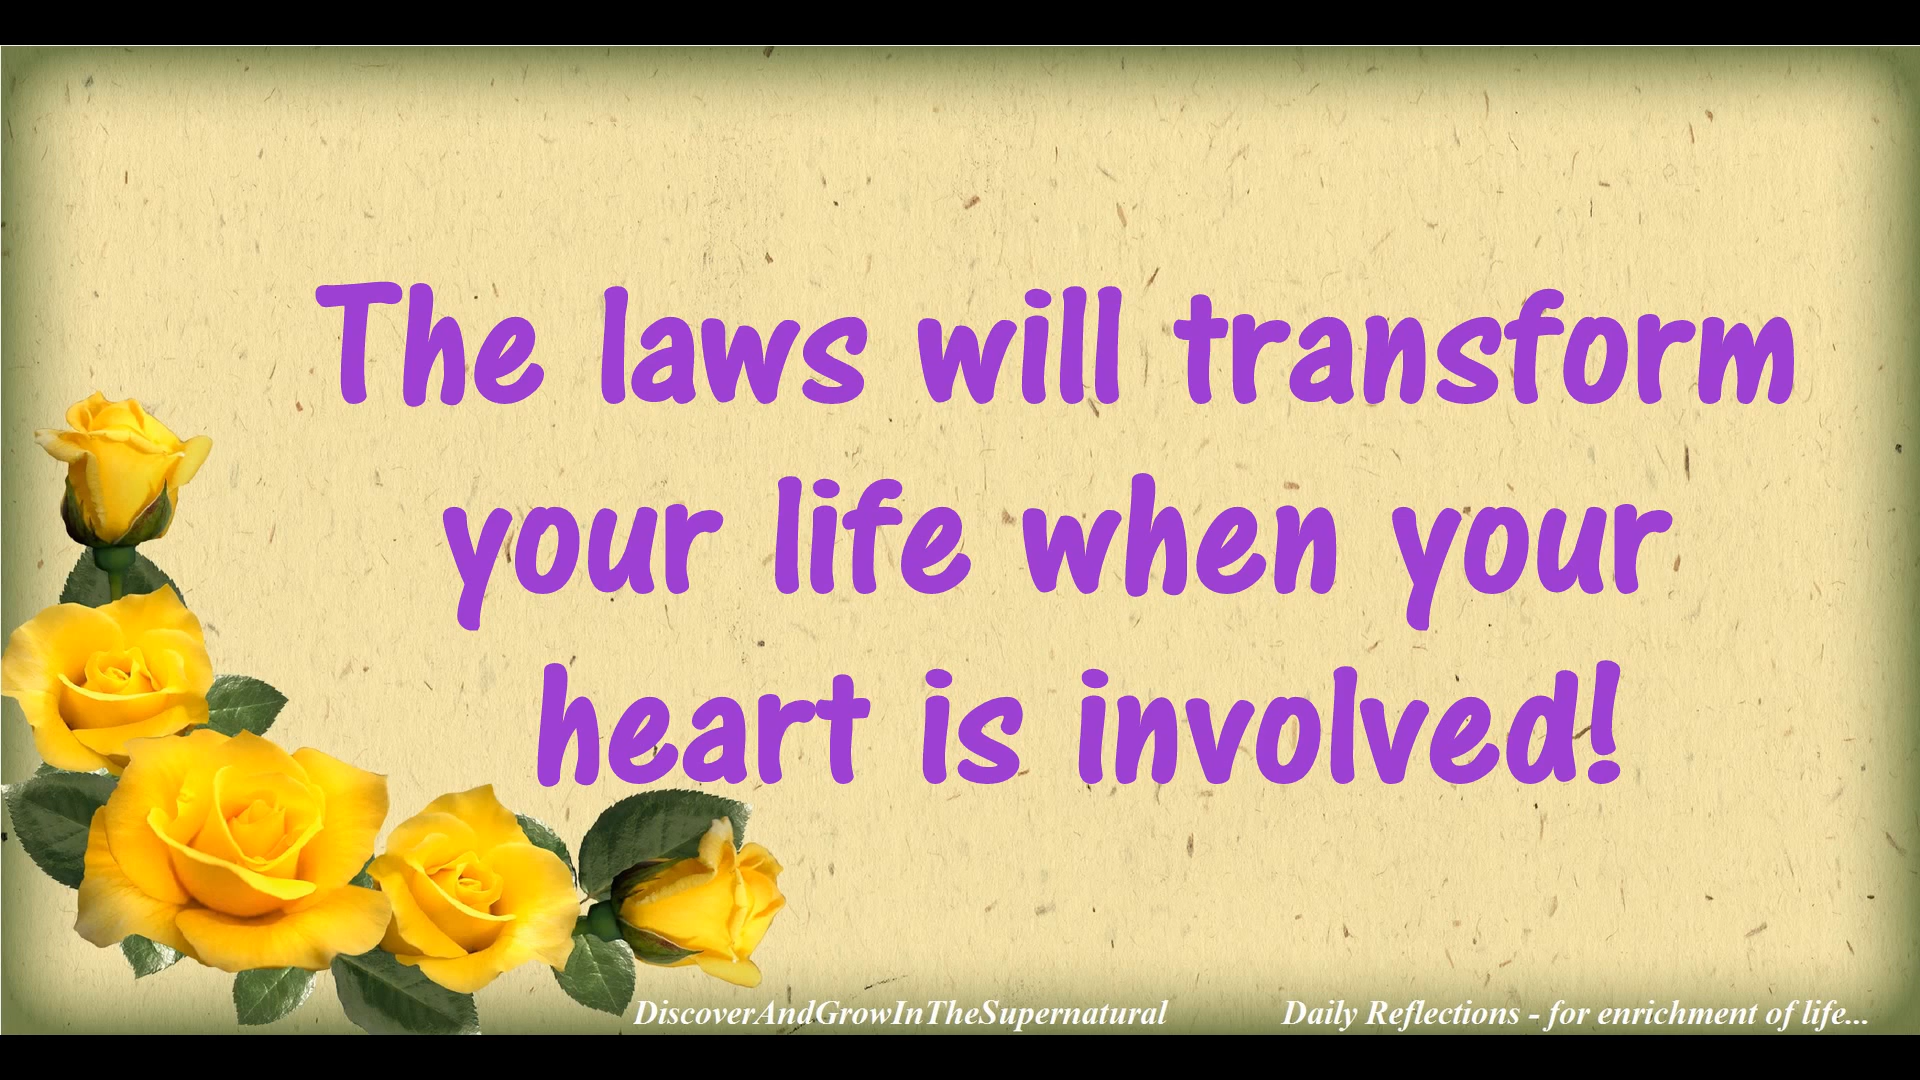 The laws will transform
your life when your
heart is involved!
DiscoverAndGrowInTheSupernatural
Daily Reflections - for enrichment of life...